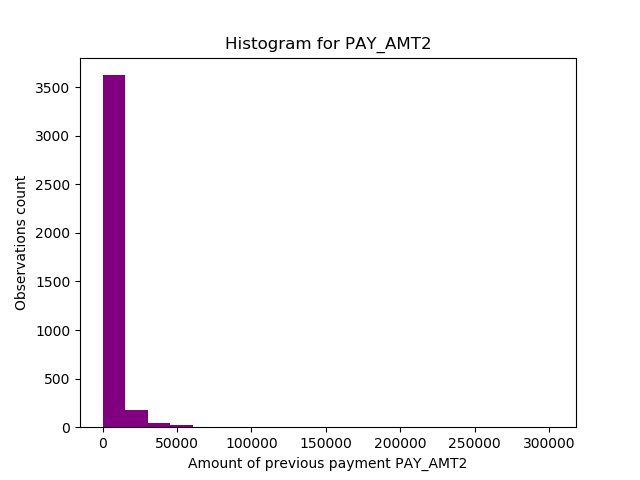 Histogram for PAY_AMT2
3500
3000
2500
2000
1500
1000
500
0
Observations count
0 50000 100000 150000 200000 250000 300000
Amount of previous payment PAY_AMT2